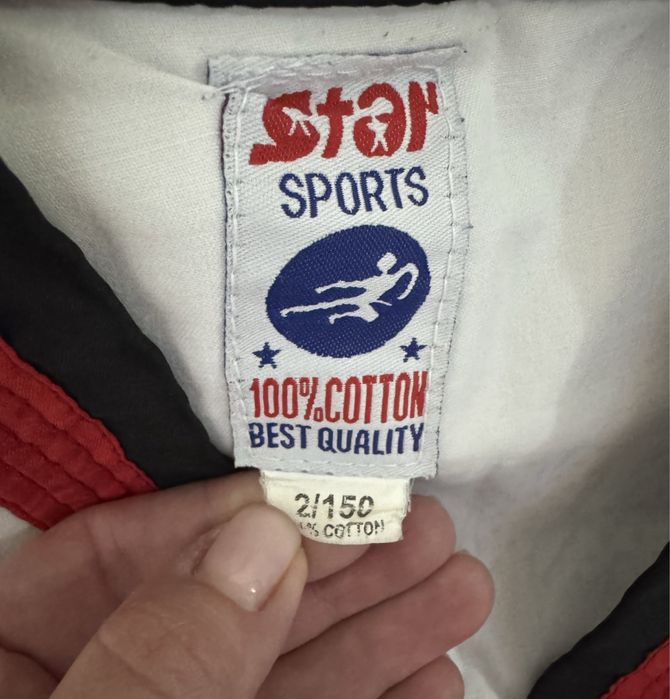 Star
SPORTS
100% COTTON
BEST QUALITY
2/150
% COTTON